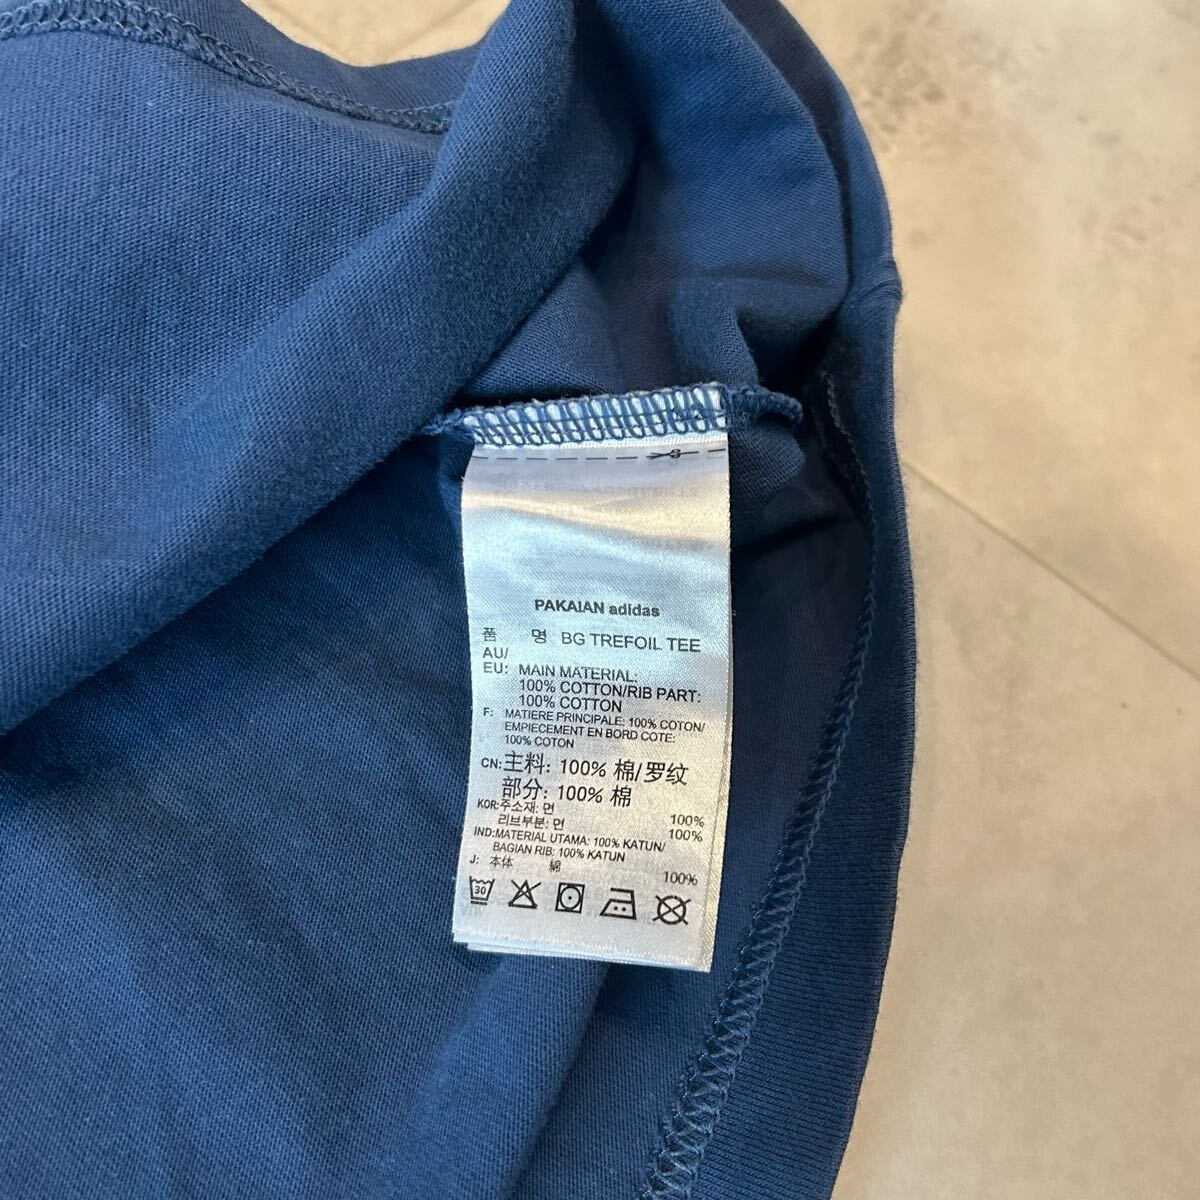 PAKAIAN adidas
품 명 BG TREFOIL TEE
AU/
EU: MAIN MATERIAL:
100% COTTON/RIB PART:
100% COTTON
F: MATIERE PRINCIPALE: 100% COTON/
EMPIECEMENT EN BORD COTE:
100% COTON
CN:主料: 100% 棉/罗纹
部分: 100% 棉
KOR:주소재: 면 100%
리브부분: 면 100%
IND:MATERIAL UTAMA: 100% KATUN/
BAGIAN RIB: 100% KATUN
J: 本体 綿 100%
30